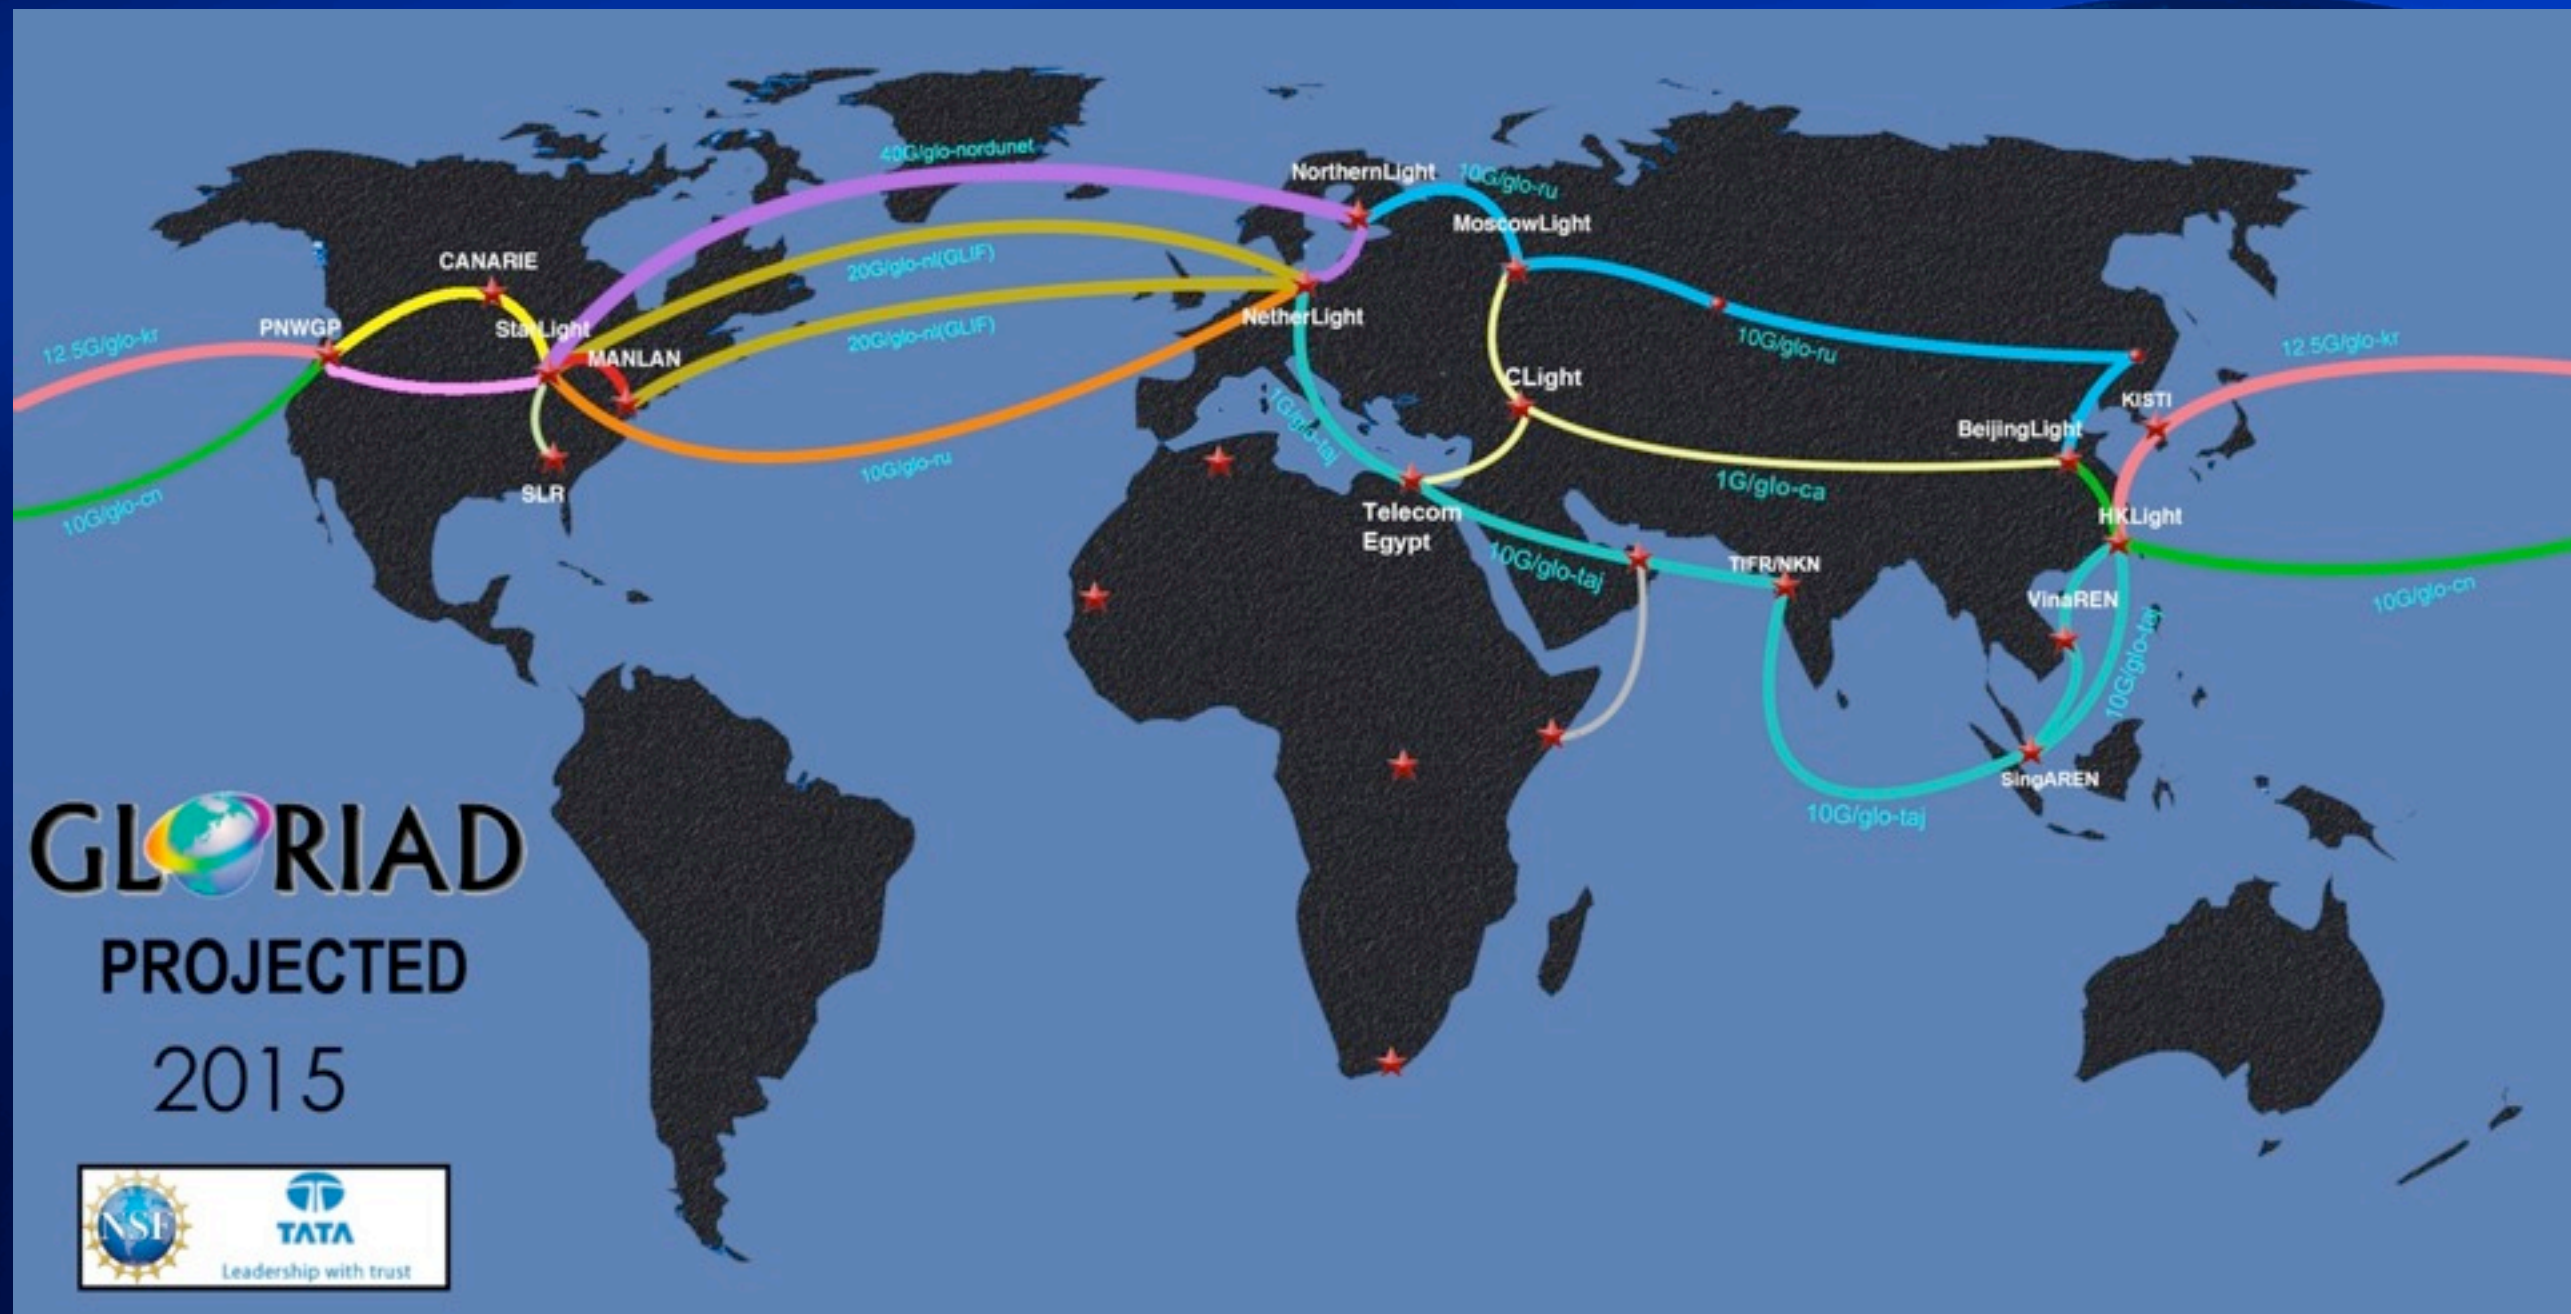 40G/glo-nordunet
NorthernLight
10G/glo-ru
MoscowLight
CANARIE
20G/glo-nl(GLIF)
PNWGP
StarLight
NetherLight
12.5G/glo-kr
20G/glo-nl(GLIF)
10G/glo-ru
12.5G/glo-kr
MANLAN
CLight
KISTI
1G/glo-taj
BeijingLight
10G/glo-ru
1G/glo-ca
SLR
10G/glo-cn
Telecom
Egypt
HKLight
10G/glo-taj
TIFR/NKN
VinaREN
10G/glo-cn
10G/glo-taj
SingAREN
10G/glo-taj
GLORIAD
PROJECTED
2015
NSF
TATA
Leadership with trust